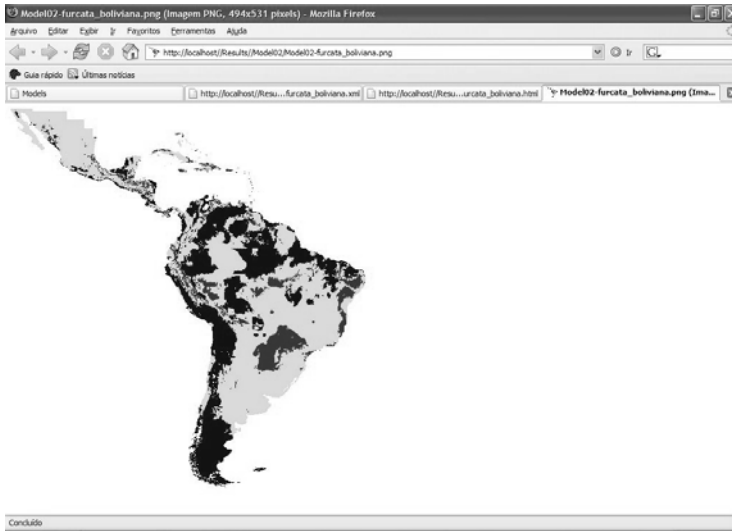 Model02-furcata_boliviana.png (Imagem PNG, 494x531 pixels) - Mozilla Firefox
Arquivo Editar Exibir Ir Favoritos Ferramentas Ajuda
http://localhost//Results//Model02/Model02-furcata_boliviana.png Ir
Guia rápido Últimas notícias
Models http://localhost//Resu...furcata_boliviana.xml http://localhost//Resu...urcata_boliviana.html Model02-furcata_boliviana.png (Ima...
Concluído